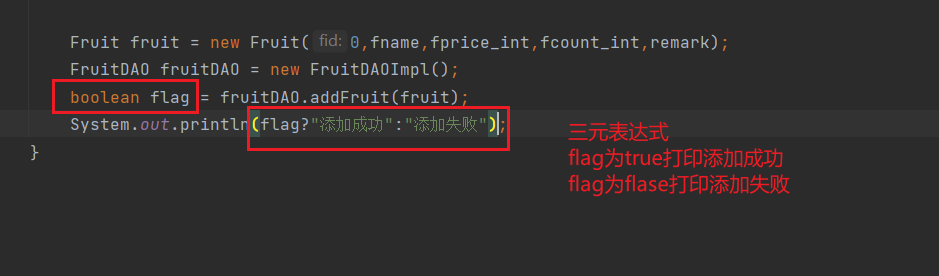 Fruit fruit = new Fruit( fid: 0,fname,fprice_int,fcount_int,remark);
FruitDAO fruitDAO = new FruitDAOImpl();
boolean flag = fruitDAO.addFruit(fruit);
System.out.println(flag?"添加成功":"添加失败");
}
三元表达式
flag为true打印添加成功
flag为flase打印添加失败